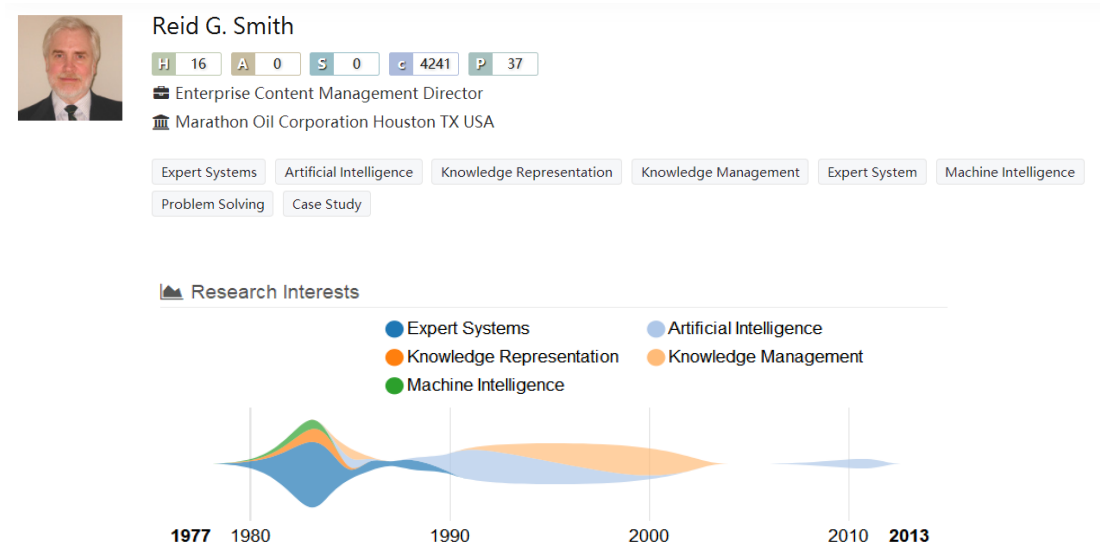 Reid G. Smith
H 16 A 0 S 0 c 4241 P 37
Enterprise Content Management Director
Marathon Oil Corporation Houston TX USA
Expert Systems Artificial Intelligence Knowledge Representation Knowledge Management Expert System Machine Intelligence
Problem Solving Case Study
Research Interests
Expert Systems Artificial Intelligence
Knowledge Representation Knowledge Management
Machine Intelligence
1977 1980 1990 2000 2010 2013